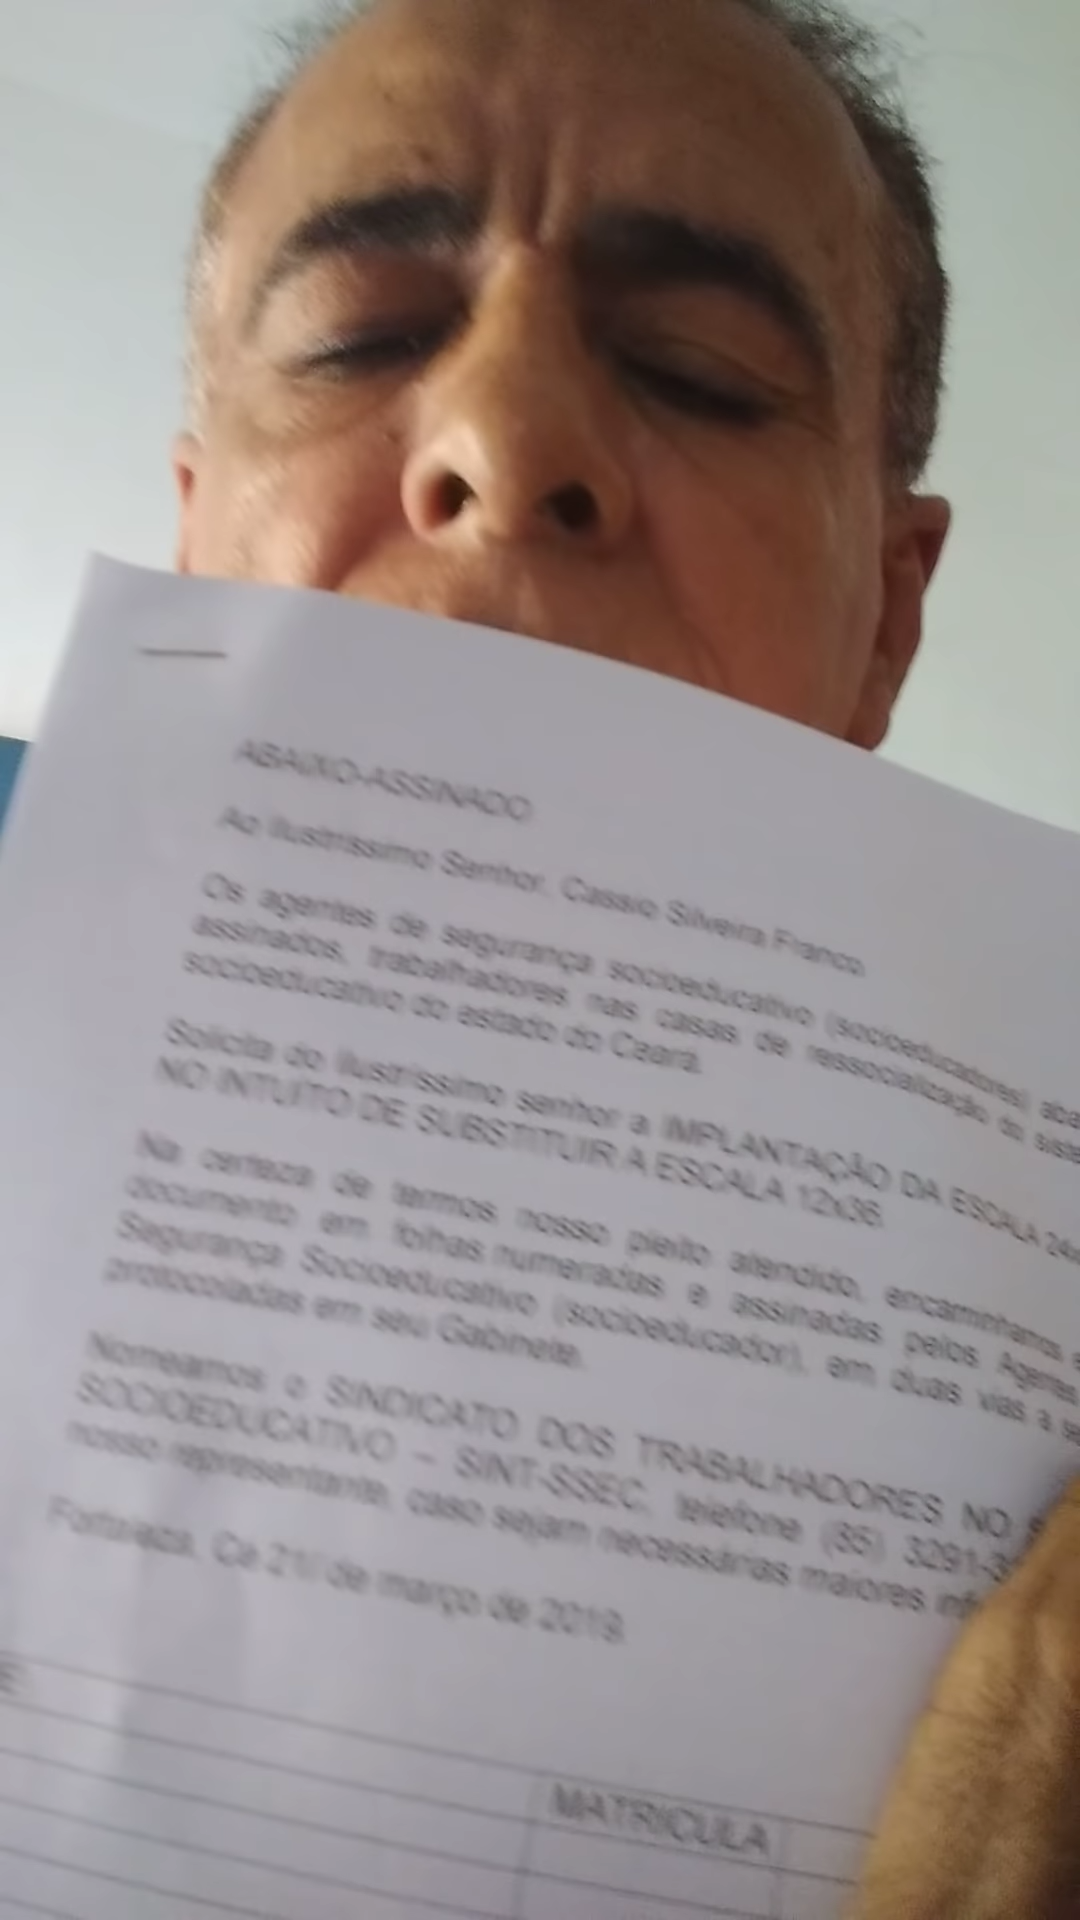 ABAIXO-ASSINADO
Ao Ilustríssimo Senhor, Cassio Silveira Franco
Os agentes de segurança socioeducativo (socioeducadores)
assinados, trabalhadores nas casas de ressocialização do
socioeducativo do estado do Ceará.
Solicita do ilustríssimo senhor a IMPLANTAÇÃO DA ESCALA
NO INTUÍTO DE SUBSTITUIR A ESCALA 12x36
Na certeza de termos nosso pleito atendido, encaminhamos
documento em folhas numeradas e assinadas pelos Agentes
Segurança Socioeducativo (socioeducador), em duas vias a
protocoladas em seu Gabinete.
Nomeamos o SINDICATO DOS TRABALHADORES NO
SOCIOEDUCATIVO – SINT-SSEC, telefone (85)
nosso representante, caso sejam necessárias maiores
Fortaleza, Ce 21/ de março de 2019.
MATRICULA